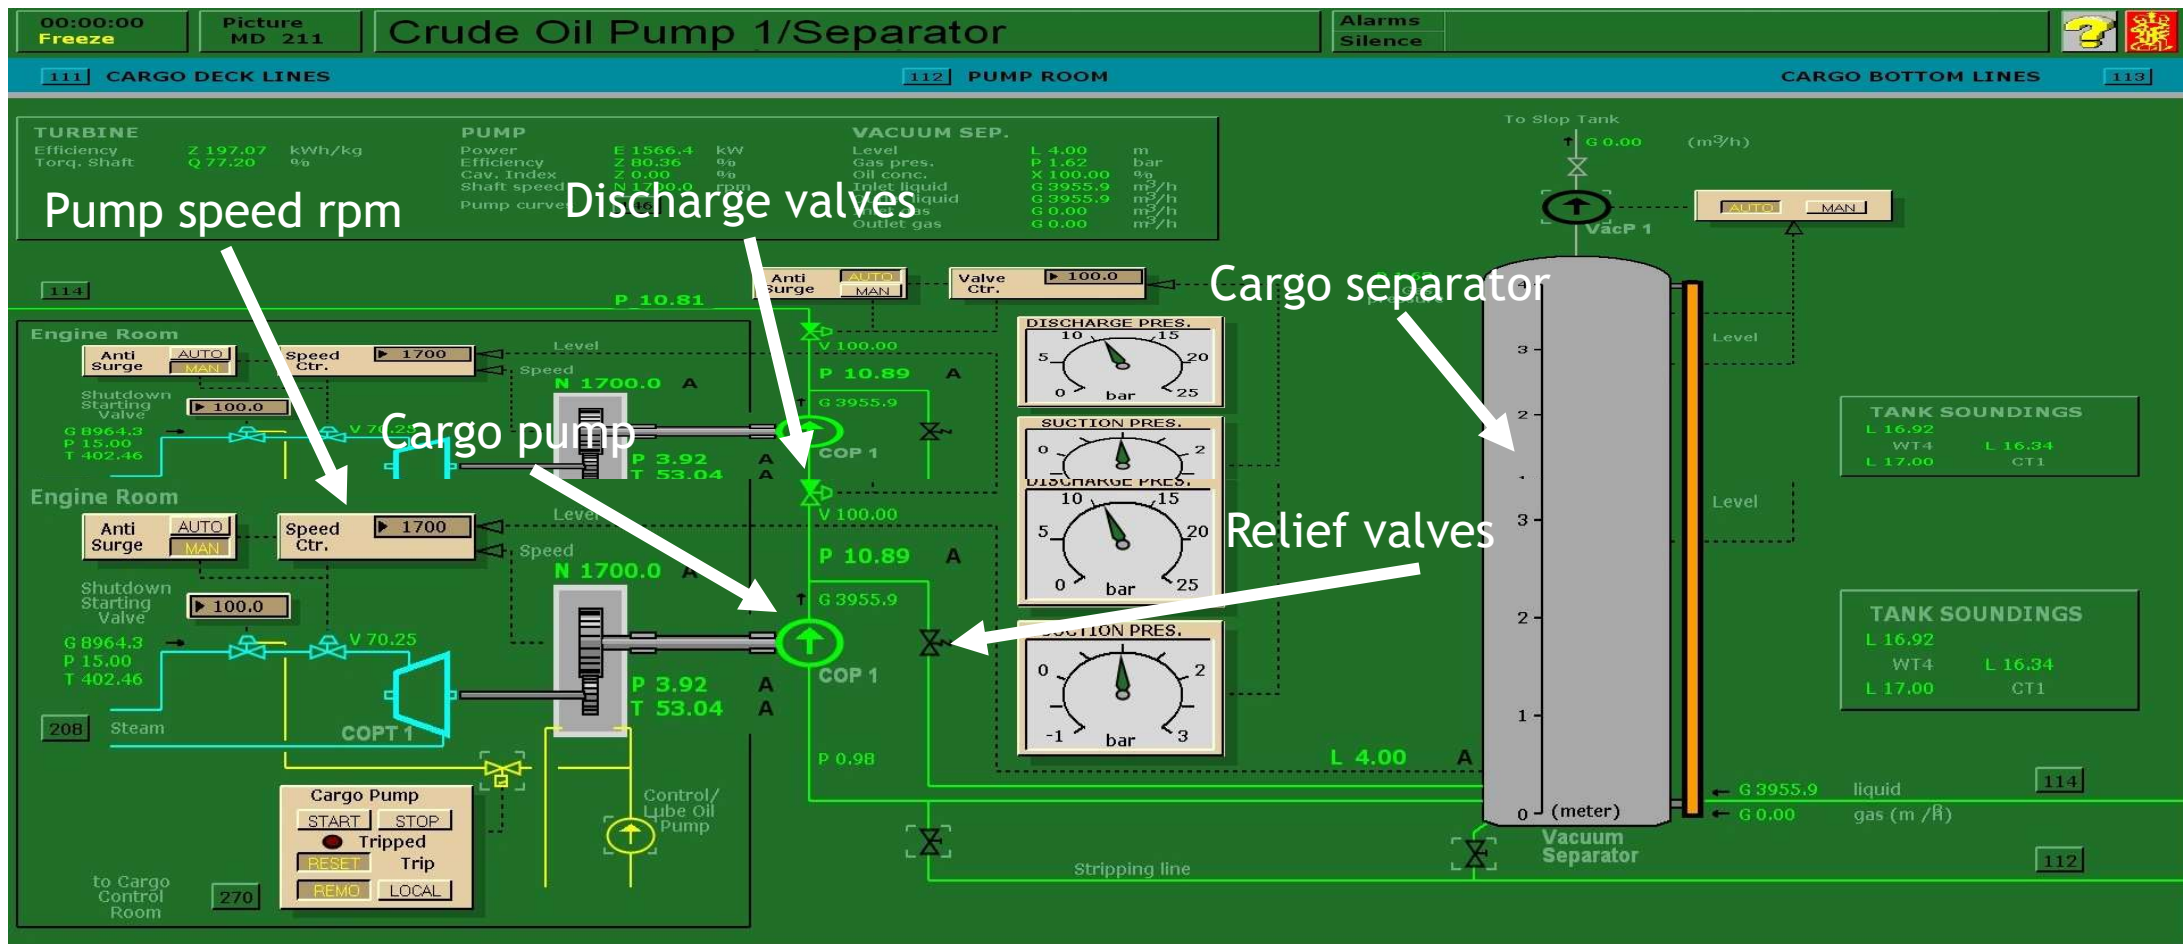 00:00:00
Freeze
Picture
MD 211
Crude Oil Pump 1/Separator
Alarms
Silence
111 CARGO DECK LINES
112 PUMP ROOM
CARGO BOTTOM LINES 113
TURBINE
Efficiency Z 197.07 kWh/kg
Torq. Shaft Q 77.20 %
PUMP
Power E 1566.4 kW
Efficiency Z 80.36 %
Cav. Index Z 0.00 %
Shaft speed N 1700.0 rpm
Pump curves
VACUUM SEP.
Level L 4.00 m
Gas pres. P 1.62 bar
Oil conc. X 100.00 %
Inlet liquid G 3955.9 m3/h
liquid G 3955.9 m3/h
gas G 0.00 m3/h
Outlet gas G 0.00 m3/h
To Slop Tank
G 0.00 (m3/h)
AUTO MAN
VacP 1
Pump speed rpm
Discharge valves
Cargo separator
Cargo pump
Relief valves
114
P 10.81
Anti
Surge
AUTO
MAN
Valve
Ctr.
100.0
Engine Room
Anti
Surge
AUTO
MAN
Speed
Ctr.
1700
Level
Speed
N 1700.0 A
Shutdown
Starting
Valve
100.0
G 8964.3
P 15.00
T 402.46
V 70.25
P 3.92 A
T 53.04 A
V 100.00
P 10.89 A
G 3955.9
COP 1
DISCHARGE PRES.
0 5 10 15 20 25
bar
SUCTION PRES.
0 2
4
3
2
Level
TANK SOUNDINGS
L 16.92
WT4 L 16.34
L 17.00 CT1
Engine Room
Anti
Surge
AUTO
MAN
Speed
Ctr.
1700
Level
Speed
N 1700.0 A
Shutdown
Starting
Valve
100.0
G 8964.3
P 15.00
T 402.46
V 70.25
208 Steam
COPT 1
P 3.92 A
T 53.04 A
V 100.00
P 10.89 A
G 3955.9
COP 1
P 0.98
DISCHARGE PRES.
0 5 10 15 20 25
bar
SUCTION PRES.
-1 0 2 3
bar
L 4.00 A
3
2
1
0 (meter)
Level
TANK SOUNDINGS
L 16.92
WT4 L 16.34
L 17.00 CT1
Cargo Pump
START STOP
Tripped
RESET Trip
REMO LOCAL
to Cargo
Control
Room
270
Control/
Lube Oil
Pump
Stripping line
Vacuum
Separator
G 3955.9 liquid
G 0.00
114
112